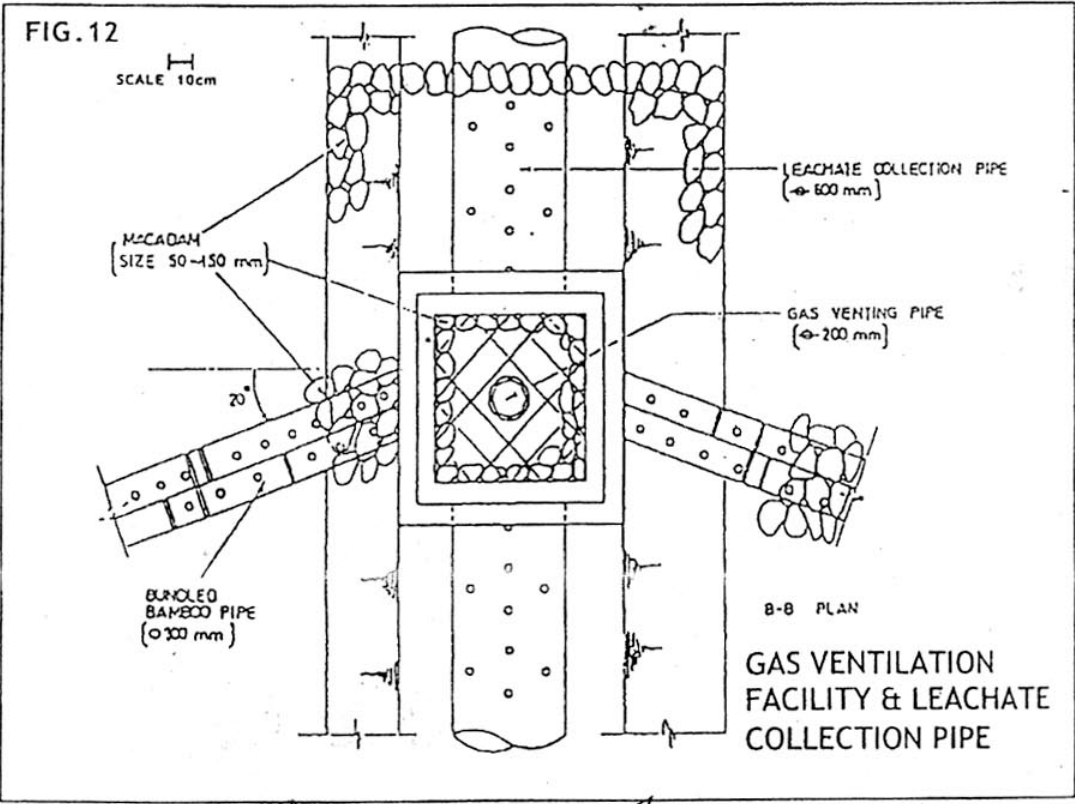 FIG.12
SCALE 10cm
LEACHATE COLLECTION PIPE
[⌀ 600 mm]
MACADAM
[SIZE 50-150 mm]
GAS VENTING PIPE
[⌀ 200 mm]
20°
BUNDLED
BAMBOO PIPE
[⌀ 300 mm]
B-B PLAN
GAS VENTILATION
FACILITY & LEACHATE
COLLECTION PIPE